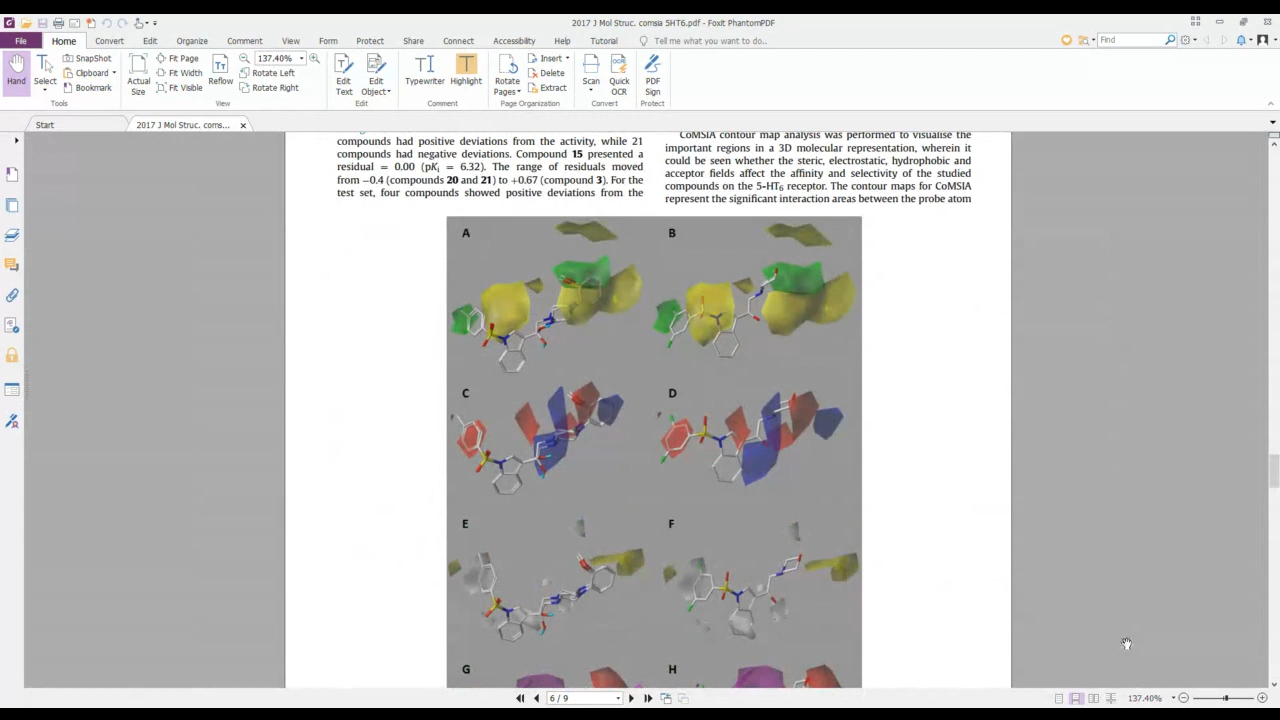 2017 J Mol Struc. comsia 5HT6.pdf - Foxit PhantomPDF
File Home Convert Edit Organize Comment View Form Protect Share Connect Accessibility Help Tutorial Tell me what you want to do... Find
Hand
Select
SnapShot
Clipboard
Bookmark
Tools
Actual
Size
Fit Page
Fit Width
Fit Visible
Reflow
137.40%
Rotate Left
Rotate Right
View
Edit
Text
Edit
Object
Edit
Typewriter
Highlight
Comment
Rotate
Pages
Insert
Delete
Extract
Page Organization
Scan
Quick
OCR
Convert
PDF
Sign
Protect
Start
2017 J Mol Struc. coms...
compounds had positive deviations from the activity, while 21
compounds had negative deviations. Compound 15 presented a
residual = 0.00 (pKi = 6.32). The range of residuals moved
from −0.4 (compounds 20 and 21) to +0.67 (compound 3). For the
test set, four compounds showed positive deviations from the
CoMSIA contour map analysis was performed to visualise the
important regions in a 3D molecular representation, wherein it
could be seen whether the steric, electrostatic, hydrophobic and
acceptor fields affect the affinity and selectivity of the studied
compounds on the 5-HT6 receptor. The contour maps for CoMSIA
represent the significant interaction areas between the probe atom
A
B
C
D
E
F
G
H
6 / 9
137.40%